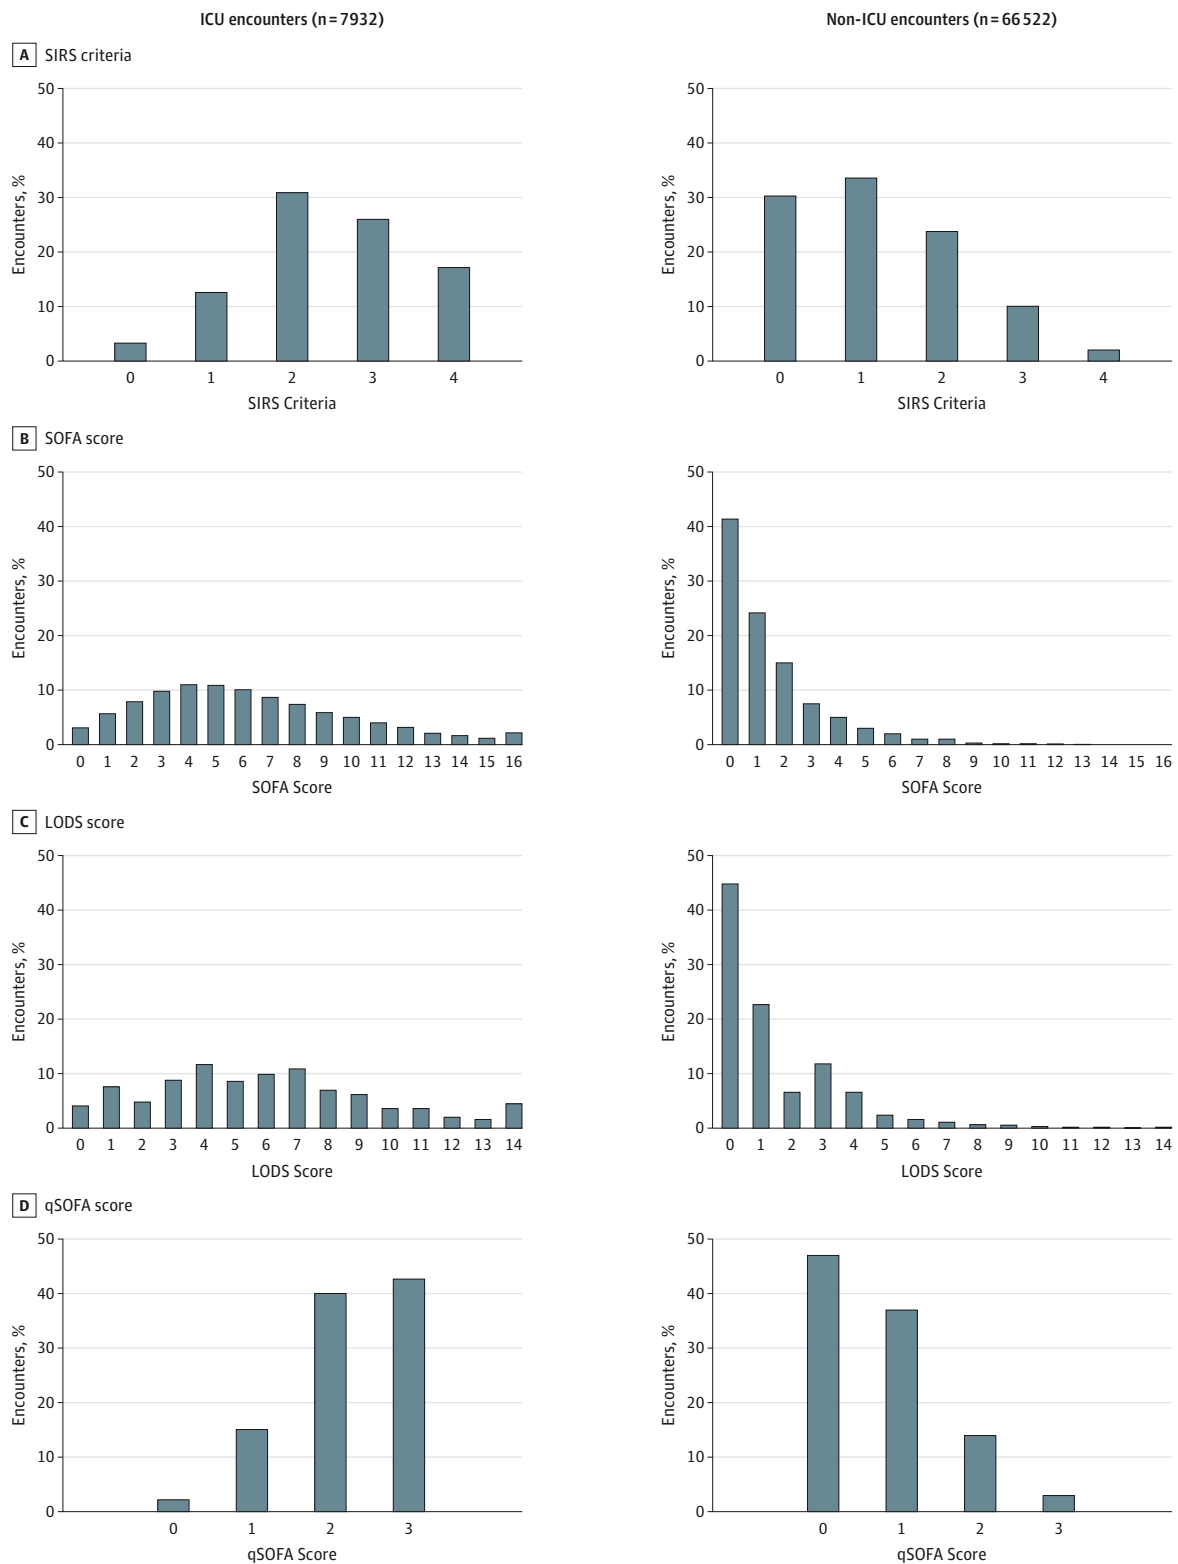 ICU encounters (n = 7932)
Non-ICU encounters (n = 66 522)
A SIRS criteria
50
40
30
20
10
0
Encounters, %
0 1 2 3 4
SIRS Criteria
50
40
30
20
10
0
Encounters, %
0 1 2 3 4
SIRS Criteria
B SOFA score
50
40
30
20
10
0
Encounters, %
0 1 2 3 4 5 6 7 8 9 10 11 12 13 14 15 16
SOFA Score
50
40
30
20
10
0
Encounters, %
0 1 2 3 4 5 6 7 8 9 10 11 12 13 14 15 16
SOFA Score
C LODS score
50
40
30
20
10
0
Encounters, %
0 1 2 3 4 5 6 7 8 9 10 11 12 13 14
LODS Score
50
40
30
20
10
0
Encounters, %
0 1 2 3 4 5 6 7 8 9 10 11 12 13 14
LODS Score
D qSOFA score
50
40
30
20
10
0
Encounters, %
0 1 2 3
qSOFA Score
50
40
30
20
10
0
Encounters, %
0 1 2 3
qSOFA Score